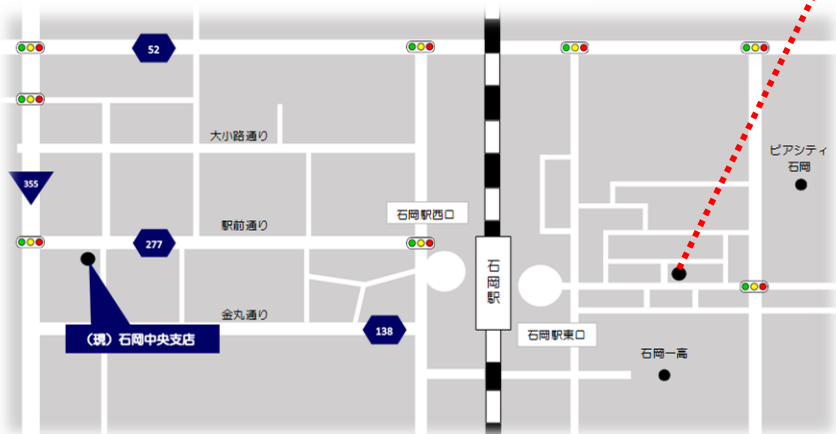 52
大小路通り
ピアシティ
石岡
355
石岡駅西口
駅前通り
277
石岡駅
金丸通り
138
(現)石岡中央支店
石岡駅東口
石岡一高